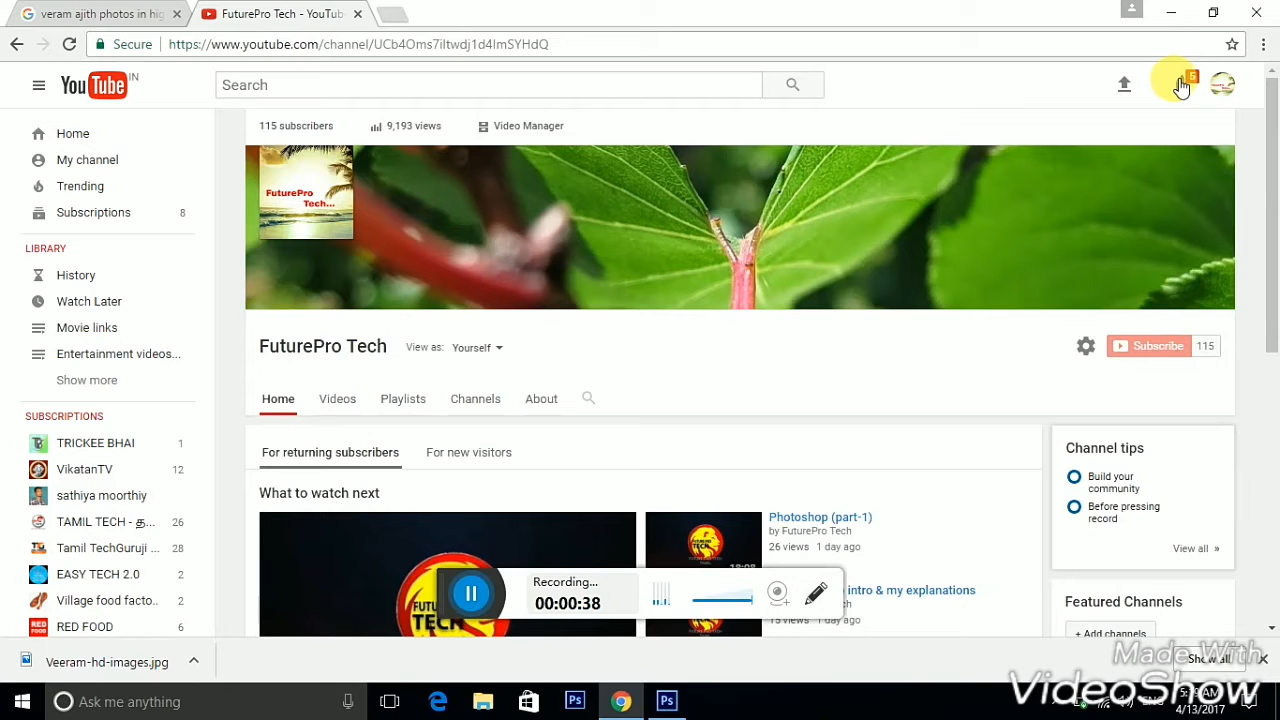 veram ajith photos in hig
FuturePro Tech - YouTub
Secure
https://www.youtube.com/channel/UCb4Oms7iItwdj1d4ImSYHdQ
YouTube IN
Search
5
115 subscribers
9,193 views
Video Manager
Home
My channel
Trending
Subscriptions 8
LIBRARY
History
Watch Later
Movie links
Entertainment videos...
Show more
SUBSCRIPTIONS
TRICKEE BHAI 1
VikatanTV 12
sathiya moorthiy
TAMIL TECH - த... 26
Tamil TechGuruji ... 28
EASY TECH 2.0
Village food facto..
RED FOOD 6
FuturePro
Tech...
FuturePro Tech
View as: Yourself
Subscribe 115
Home
Videos
Playlists
Channels
About
For returning subscribers
For new visitors
What to watch next
Photoshop (part-1)
by FuturePro Tech
26 views 1 day ago
intro & my explanations
15 views 1 day ago
Channel tips
Build your
community
Before pressing
record
View all »
Featured Channels
+ Add channels
TECH
Recording...
00:00:38
Veeram-hd-images.jpg
Show all
Made With
VideoShow
Ask me anything
Ps
Ps
ENG
4/13/2017